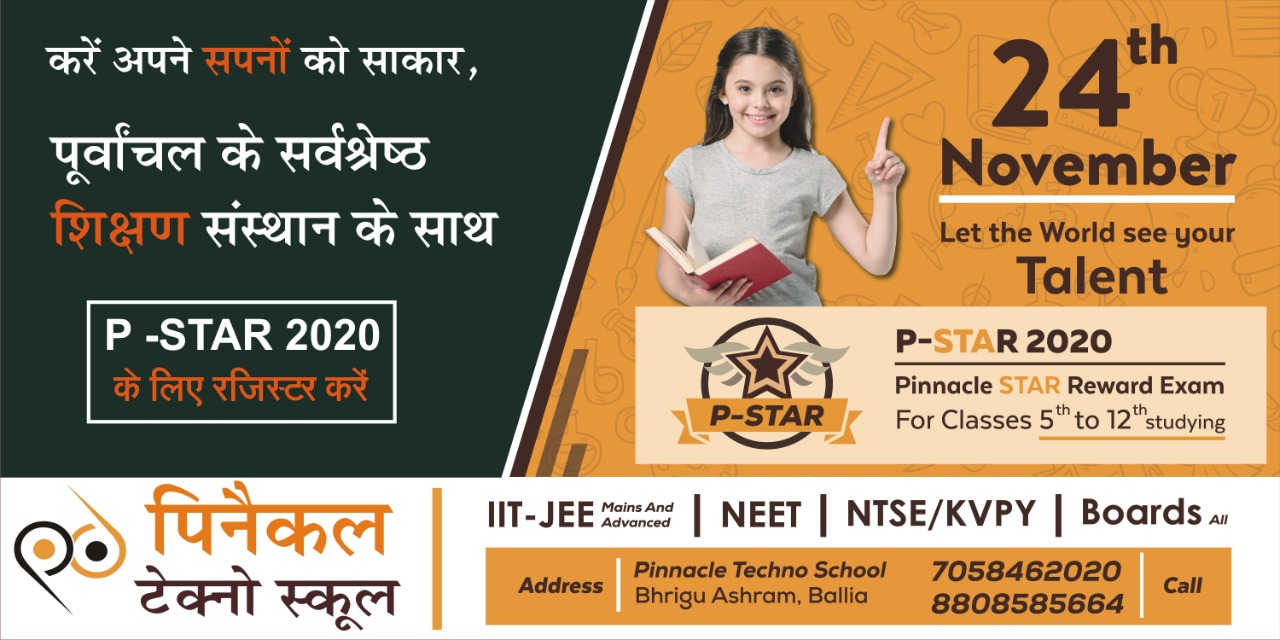 करें अपने सपनों को साकार,
पूर्वांचल के सर्वश्रेष्ठ
शिक्षण संस्थान के साथ
P -STAR 2020
के लिए रजिस्टर करें
24th
November
Let the World see your
Talent
P-STAR
P-STAR 2020
Pinnacle STAR Reward Exam
For Classes 5th to 12th studying
पिनैकल
टेक्नो स्कूल
IIT-JEE Mains And Advanced | NEET | NTSE/KVPY | Boards All
Address
Pinnacle Techno School
Bhrigu Ashram, Ballia
7058462020
8808585664
Call